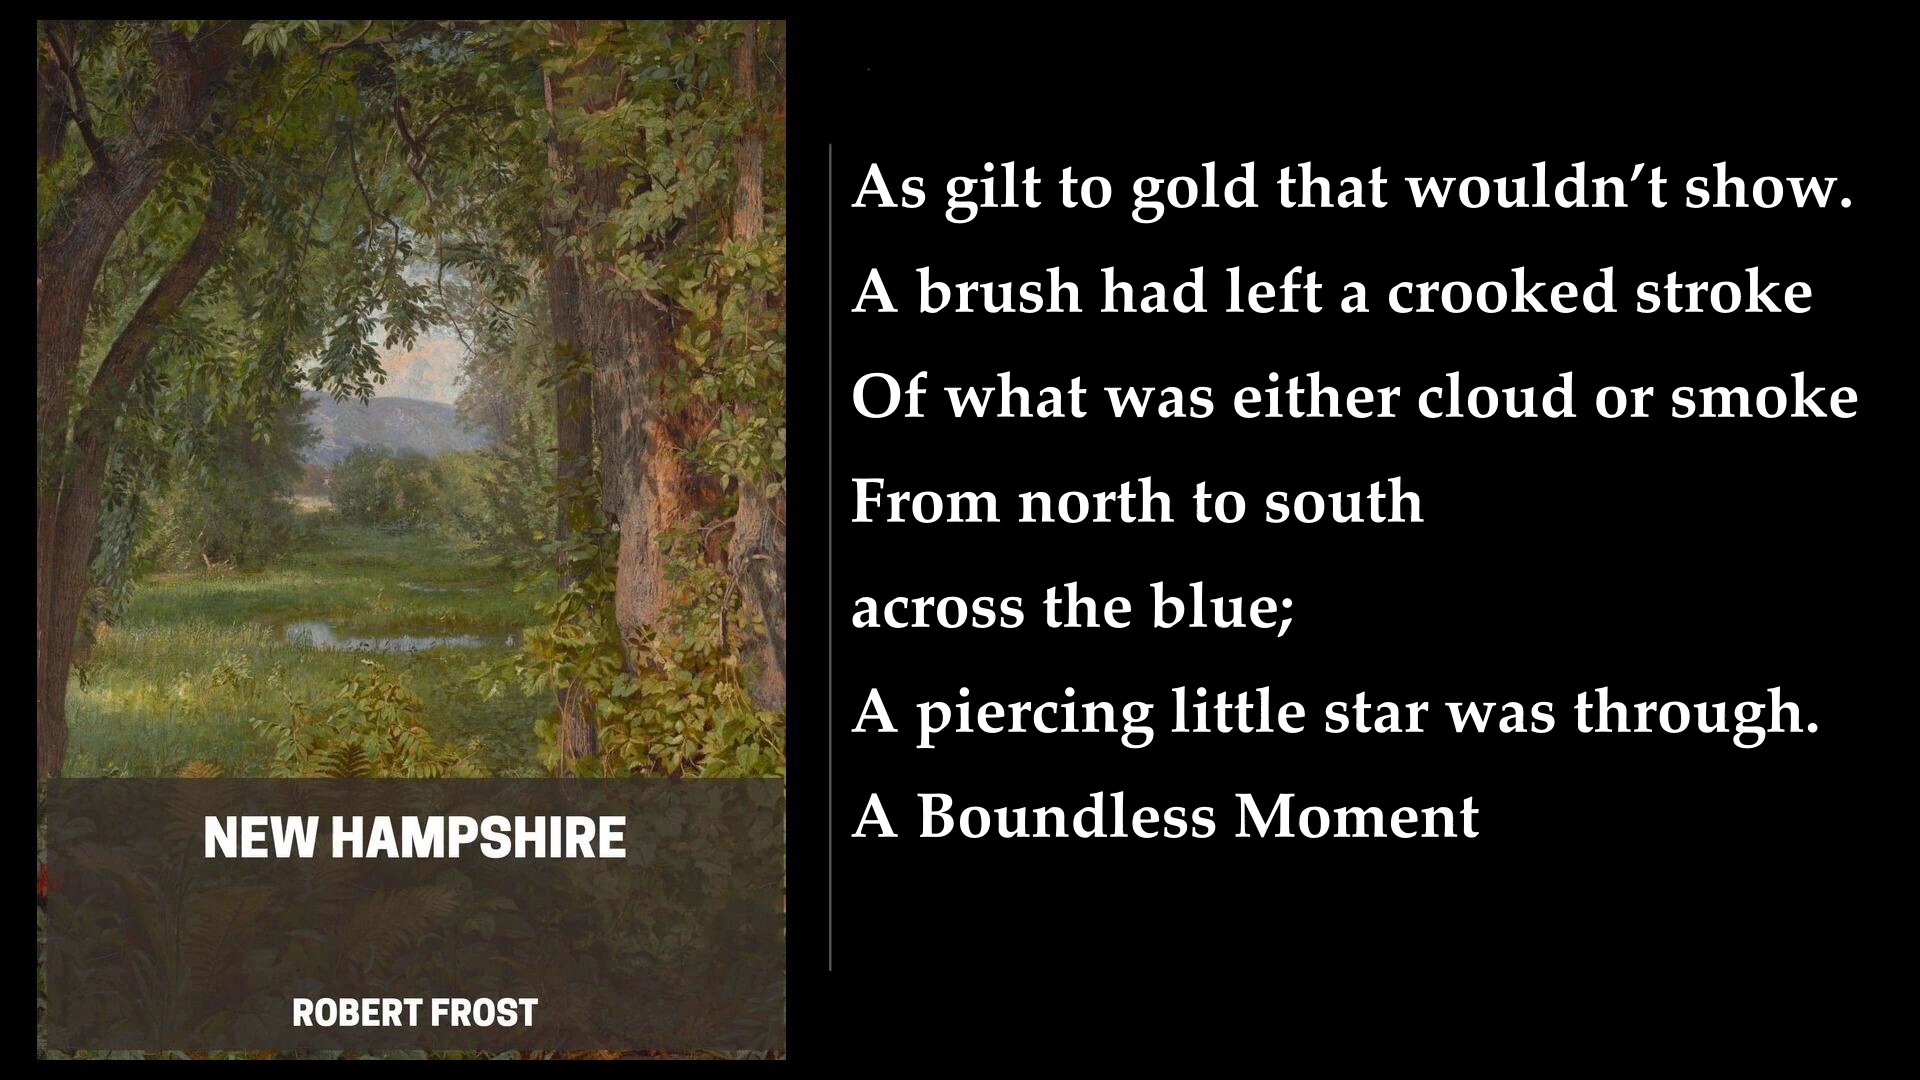 NEW HAMPSHIRE
ROBERT FROST
As gilt to gold that wouldn’t show.
A brush had left a crooked stroke
Of what was either cloud or smoke
From north to south
across the blue;
A piercing little star was through.
A Boundless Moment